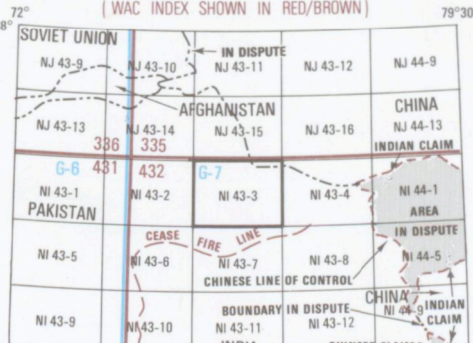 (WAC INDEX SHOWN IN RED/BROWN)
72° 79°30
8°
SOVIET UNION
IN DISPUTE
NJ 43-9 NJ 43-10 NJ 43-11 NJ 43-12 NJ 44-9
AFGHANISTAN CHINA
NJ 43-13 NJ 43-14 NJ 43-15 NJ 43-16 NJ 44-13
336 335 INDIAN CLAIM
G-6 431 432 G-7
NI 43-1 NI 43-2 NI 43-3 NI 43-4 NI 44-1
PAKISTAN AREA
CEASE FIRE LINE IN DISPUTE
NI 43-5 NI 43-6 NI 43-7 NI 43-8 NI 44-5
CHINESE LINE OF CONTROL
CHINA
BOUNDARY IN DISPUTE NI 44-9 INDIAN
NI 43-9 NI 43-10 NI 43-11 NI 43-12 CLAIM
INDIA